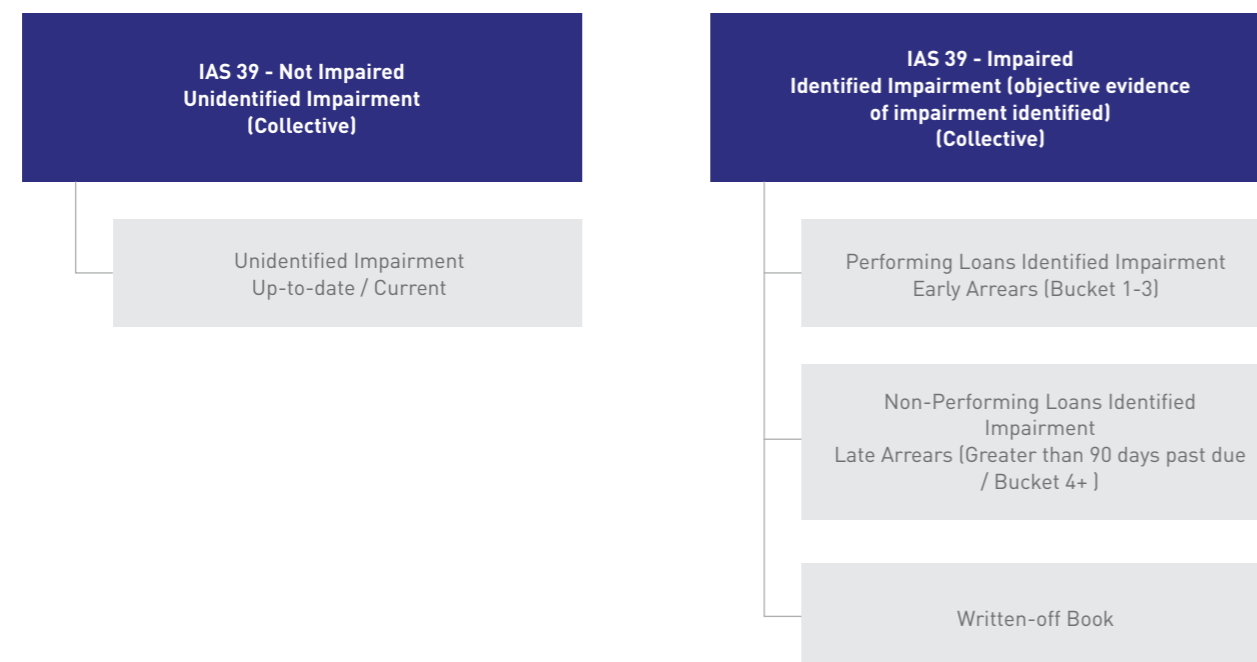 IAS 39 - Not Impaired
Unidentified Impairment
(Collective)
Unidentified Impairment
Up-to-date / Current
IAS 39 - Impaired
Identified Impairment (objective evidence
of impairment identified)
(Collective)
Performing Loans Identified Impairment
Early Arrears (Bucket 1-3)
Non-Performing Loans Identified
Impairment
Late Arrears (Greater than 90 days past due
/ Bucket 4+ )
Written-off Book